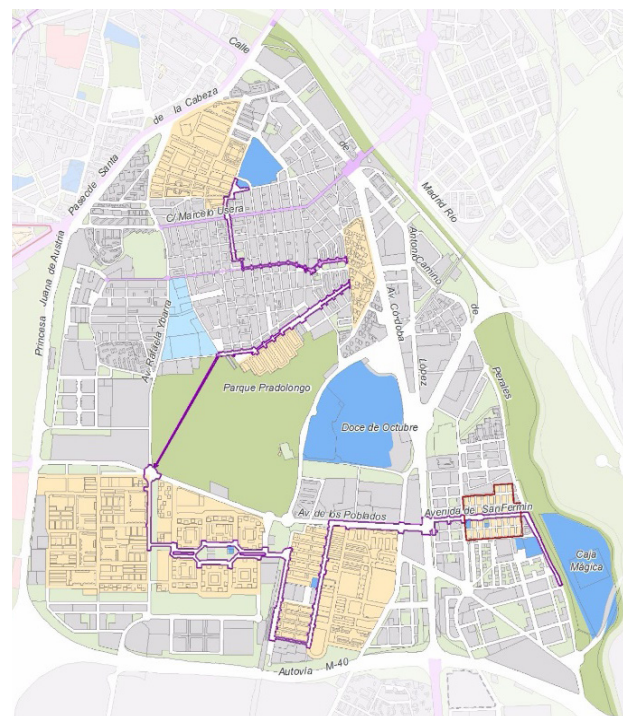 Calle
de
Antonio
López
Paseo de Santa
de la Cabeza
C/ Marcelo Usera
Madrid Río
Camino
de
Perales
Princesa Juana de Austria
Av. Rafaela Ybarra
Av. Córdoba
Parque Pradolongo
Doce de Octubre
Av. de los Poblados
Avenida de San Fermín
Caja
Mágica
Autovía M-40